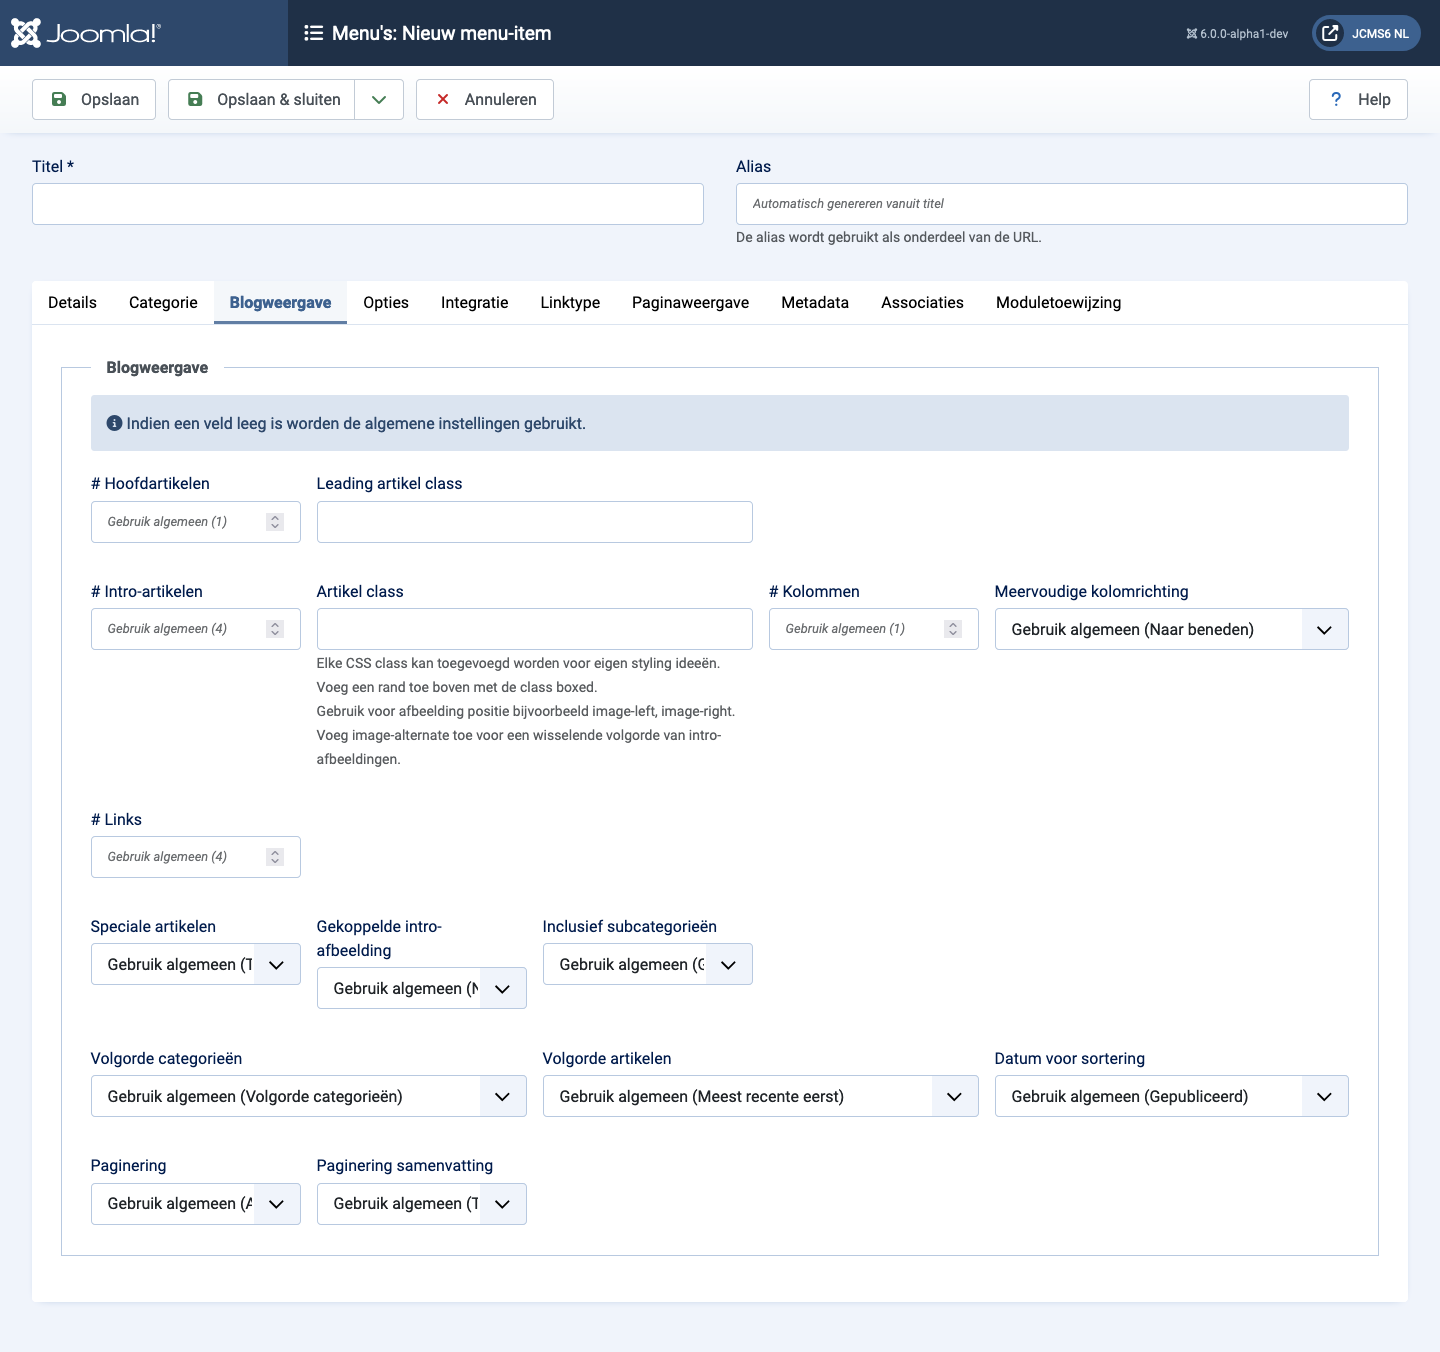 Joomla!®
Menu's: Nieuw menu-item
6.0.0-alpha1-dev
JCMS6 NL
Opslaan
Opslaan & sluiten
Annuleren
? Help
Titel *
Alias
Automatisch genereren vanuit titel
De alias wordt gebruikt als onderdeel van de URL.
Details Categorie Blogweergave Opties Integratie Linktype Paginaweergave Metadata Associaties Moduletoewijzing
Blogweergave
Indien een veld leeg is worden de algemene instellingen gebruikt.
# Hoofdartikelen
Gebruik algemeen (1)
Leading artikel class
# Intro-artikelen
Gebruik algemeen (4)
Artikel class
Elke CSS class kan toegevoegd worden voor eigen styling ideeën.
Voeg een rand toe boven met de class boxed.
Gebruik voor afbeelding positie bijvoorbeeld image-left, image-right.
Voeg image-alternate toe voor een wisselende volgorde van intro-
afbeeldingen.
# Kolommen
Gebruik algemeen (1)
Meervoudige kolomrichting
Gebruik algemeen (Naar beneden)
# Links
Gebruik algemeen (4)
Speciale artikelen
Gebruik algemeen (T
Gekoppelde intro-
afbeelding
Gebruik algemeen (N
Inclusief subcategorieën
Gebruik algemeen (G
Volgorde categorieën
Gebruik algemeen (Volgorde categorieën)
Volgorde artikelen
Gebruik algemeen (Meest recente eerst)
Datum voor sortering
Gebruik algemeen (Gepubliceerd)
Paginering
Gebruik algemeen (A
Paginering samenvatting
Gebruik algemeen (T